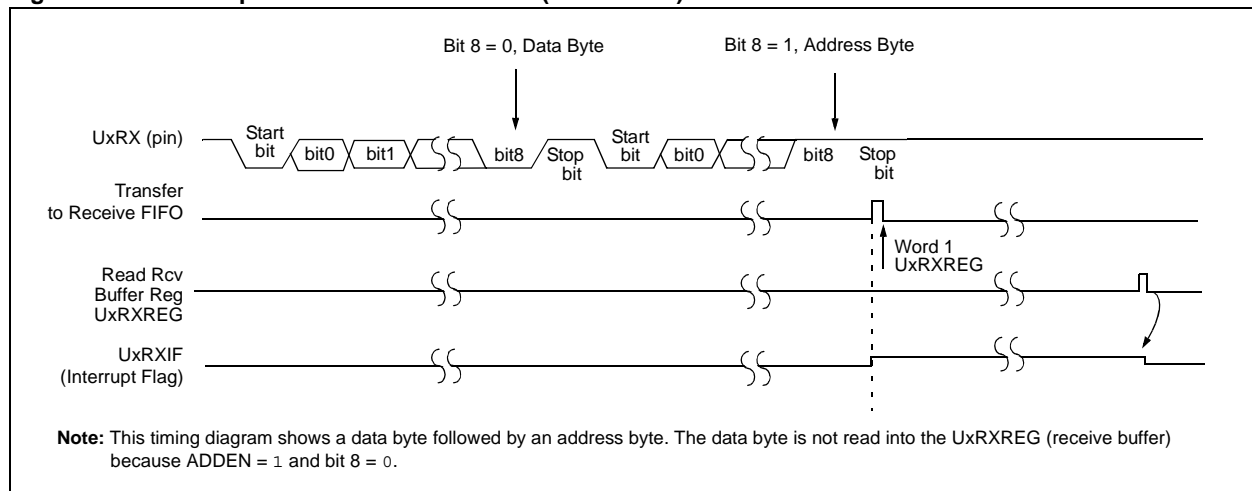 Bit 8 = 0, Data Byte
Bit 8 = 1, Address Byte
UxRX (pin)
Start
bit
bit0
bit1
bit8
Stop
bit
Start
bit
bit0
bit8
Stop
bit
Transfer
to Receive FIFO
Word 1
UxRXREG
Read Rcv
Buffer Reg
UxRXREG
UxRXIF
(Interrupt Flag)
Note: This timing diagram shows a data byte followed by an address byte. The data byte is not read into the UxRXREG (receive buffer)
because ADDEN = 1 and bit 8 = 0.